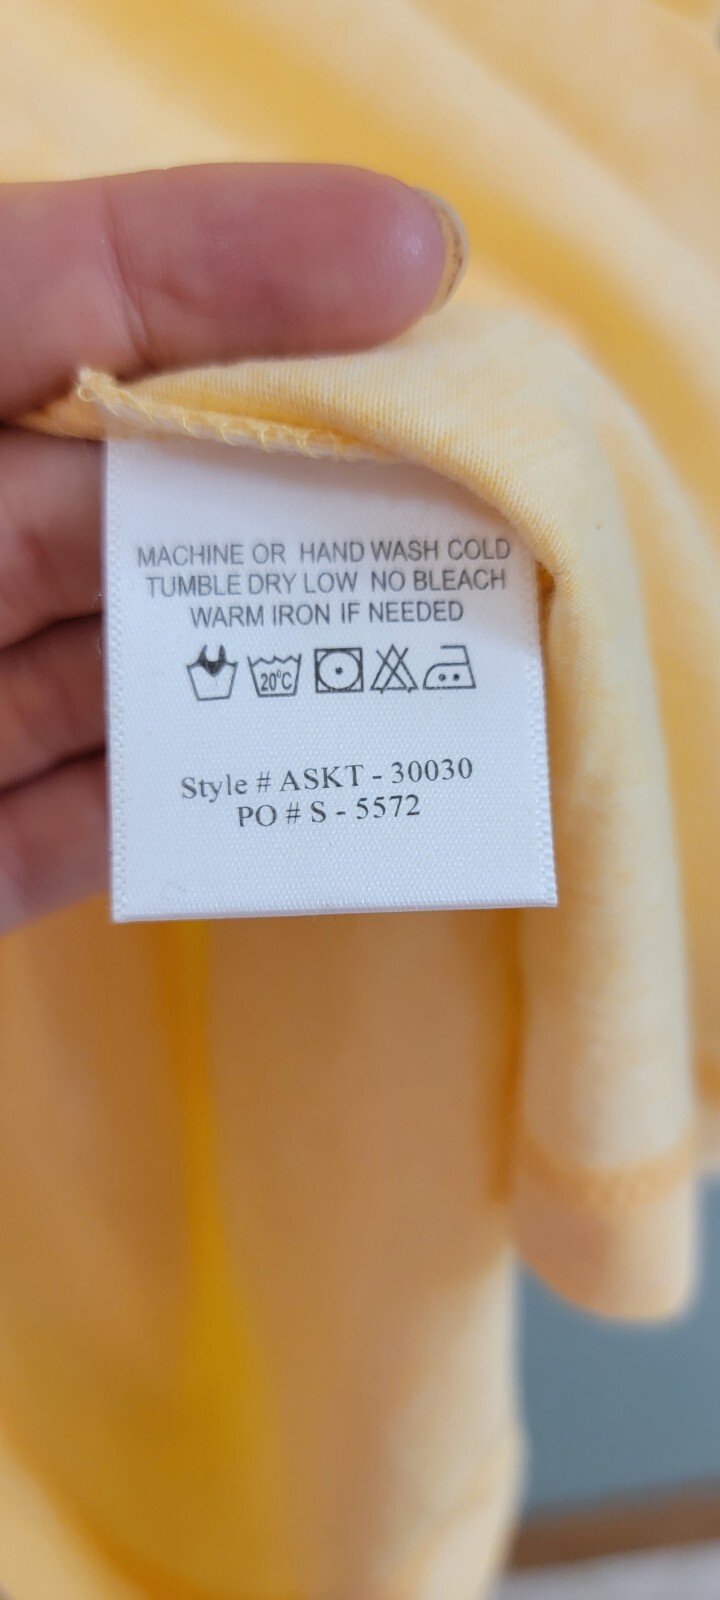 MACHINE OR HAND WASH COLD
TUMBLE DRY LOW NO BLEACH
WARM IRON IF NEEDED
20°C
Style # ASKT - 30030
PO # S - 5572